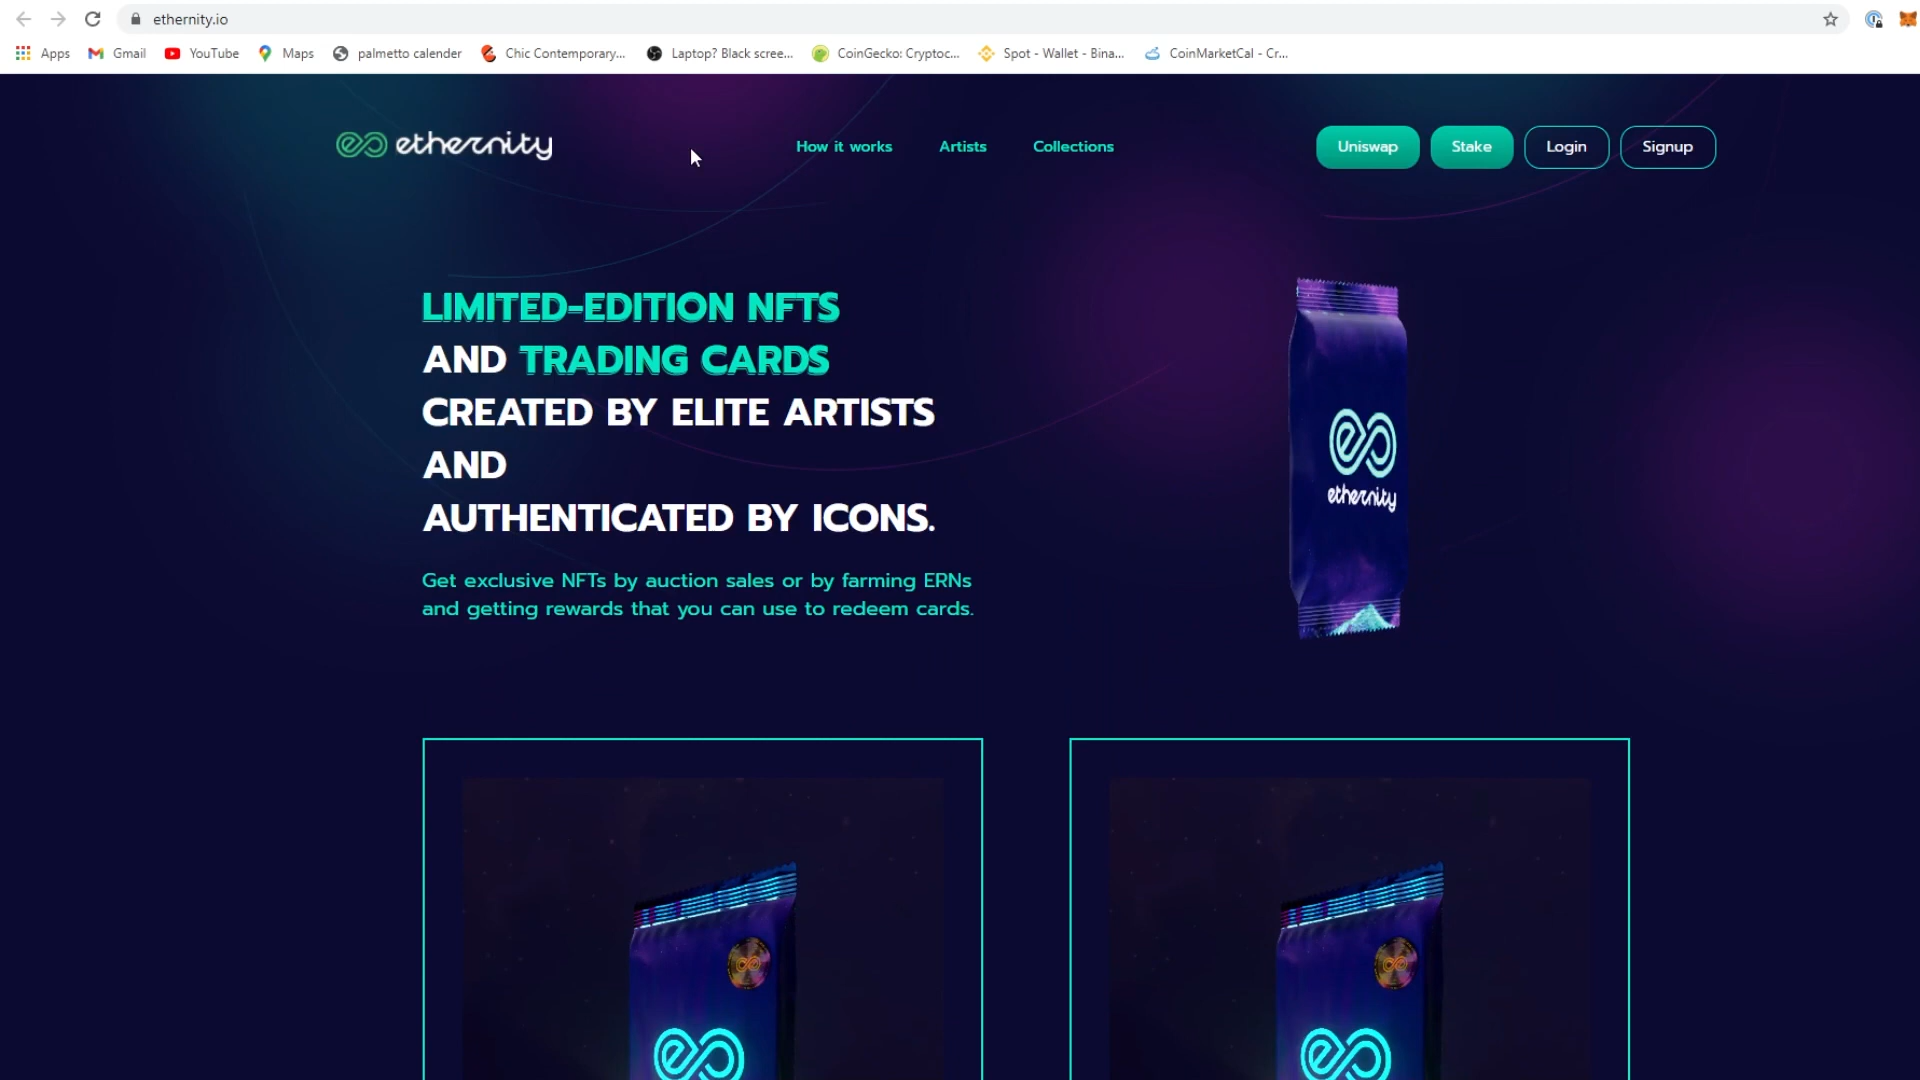 ethernity.io
Apps Gmail YouTube Maps palmetto calender Chic Contemporary... Laptop? Black scree... CoinGecko: Cryptoc... Spot - Wallet - Bina... CoinMarketCal - Cr...
ethernity How it works Artists Collections Uniswap Stake Login Signup
LIMITED-EDITION NFTS
AND TRADING CARDS
CREATED BY ELITE ARTISTS
AND
AUTHENTICATED BY ICONS.
Get exclusive NFTs by auction sales or by farming ERNs
and getting rewards that you can use to redeem cards.
ethernity